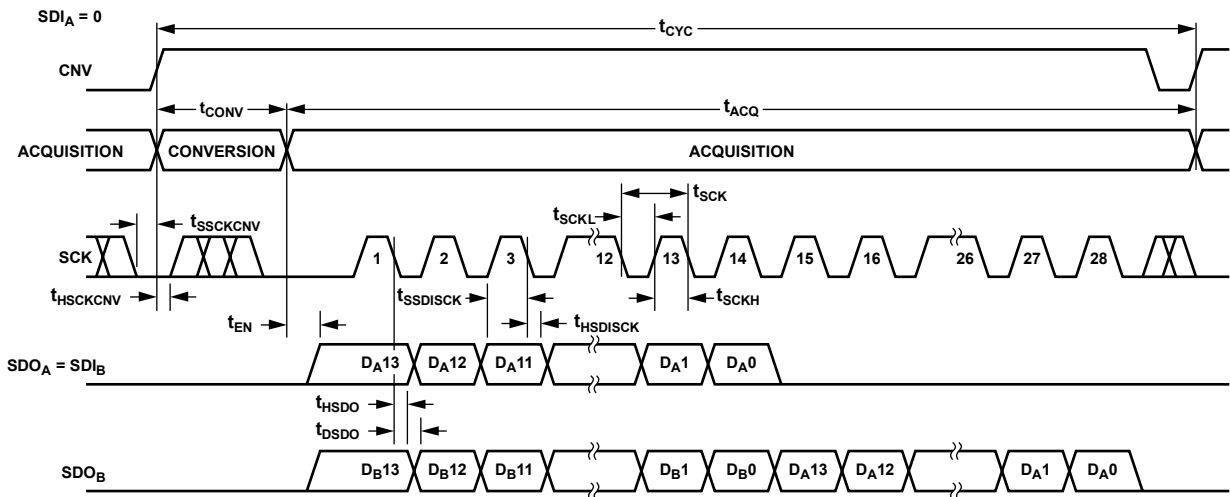 SDIA = 0
tCYC
CNV
tCONV
tACQ
ACQUISITION
CONVERSION
ACQUISITION
tSCK
tSCKL
tSSCKCNV
SCK
1
2
3
12
13
14
15
16
26
27
28
tHSCKCNV
tSSDISCK
tSCKH
tEN
tHSDISCK
SDOA = SDIB
DA13
DA12
DA11
DA1
DA0
tHSDO
tDSDO
SDOB
DB13
DB12
DB11
DB1
DB0
DA13
DA12
DA1
DA0